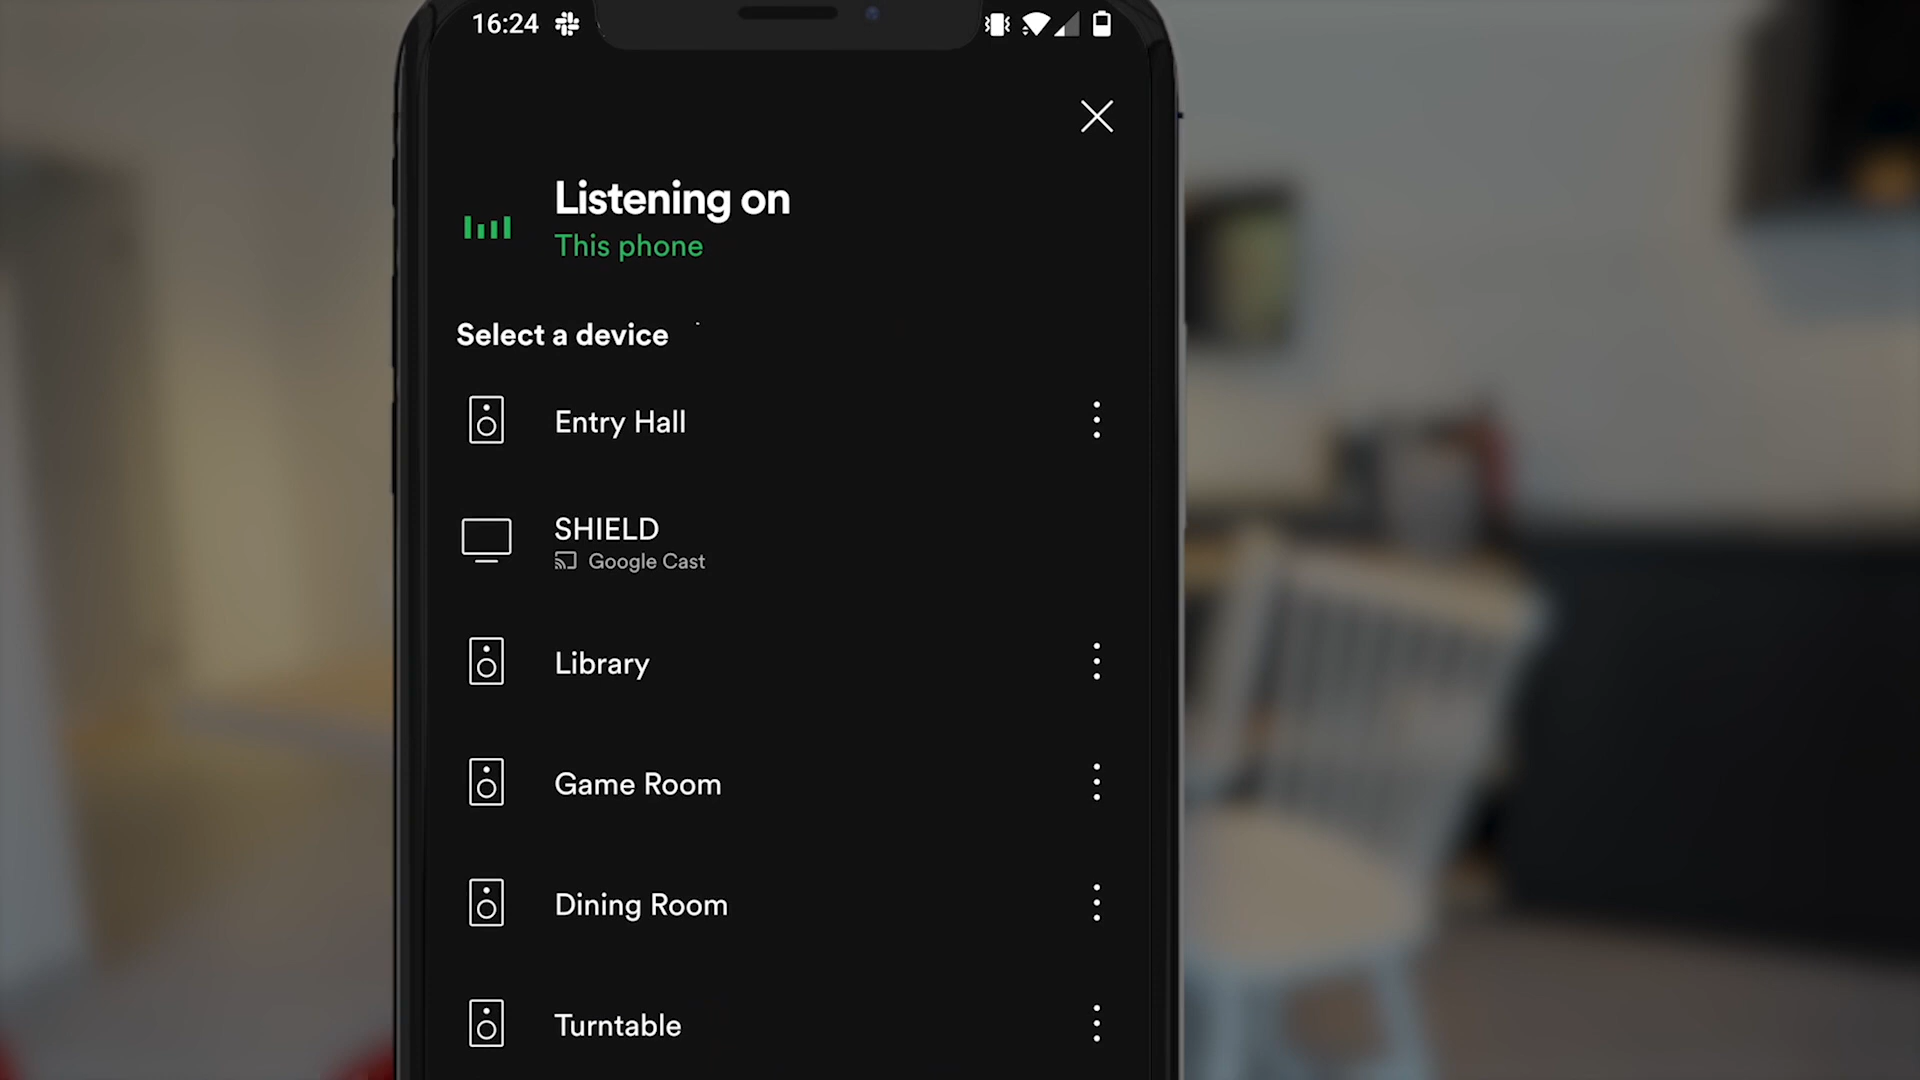 16:24
Listening on
This phone
Select a device
Entry Hall
SHIELD
Google Cast
Library
Game Room
Dining Room
Turntable